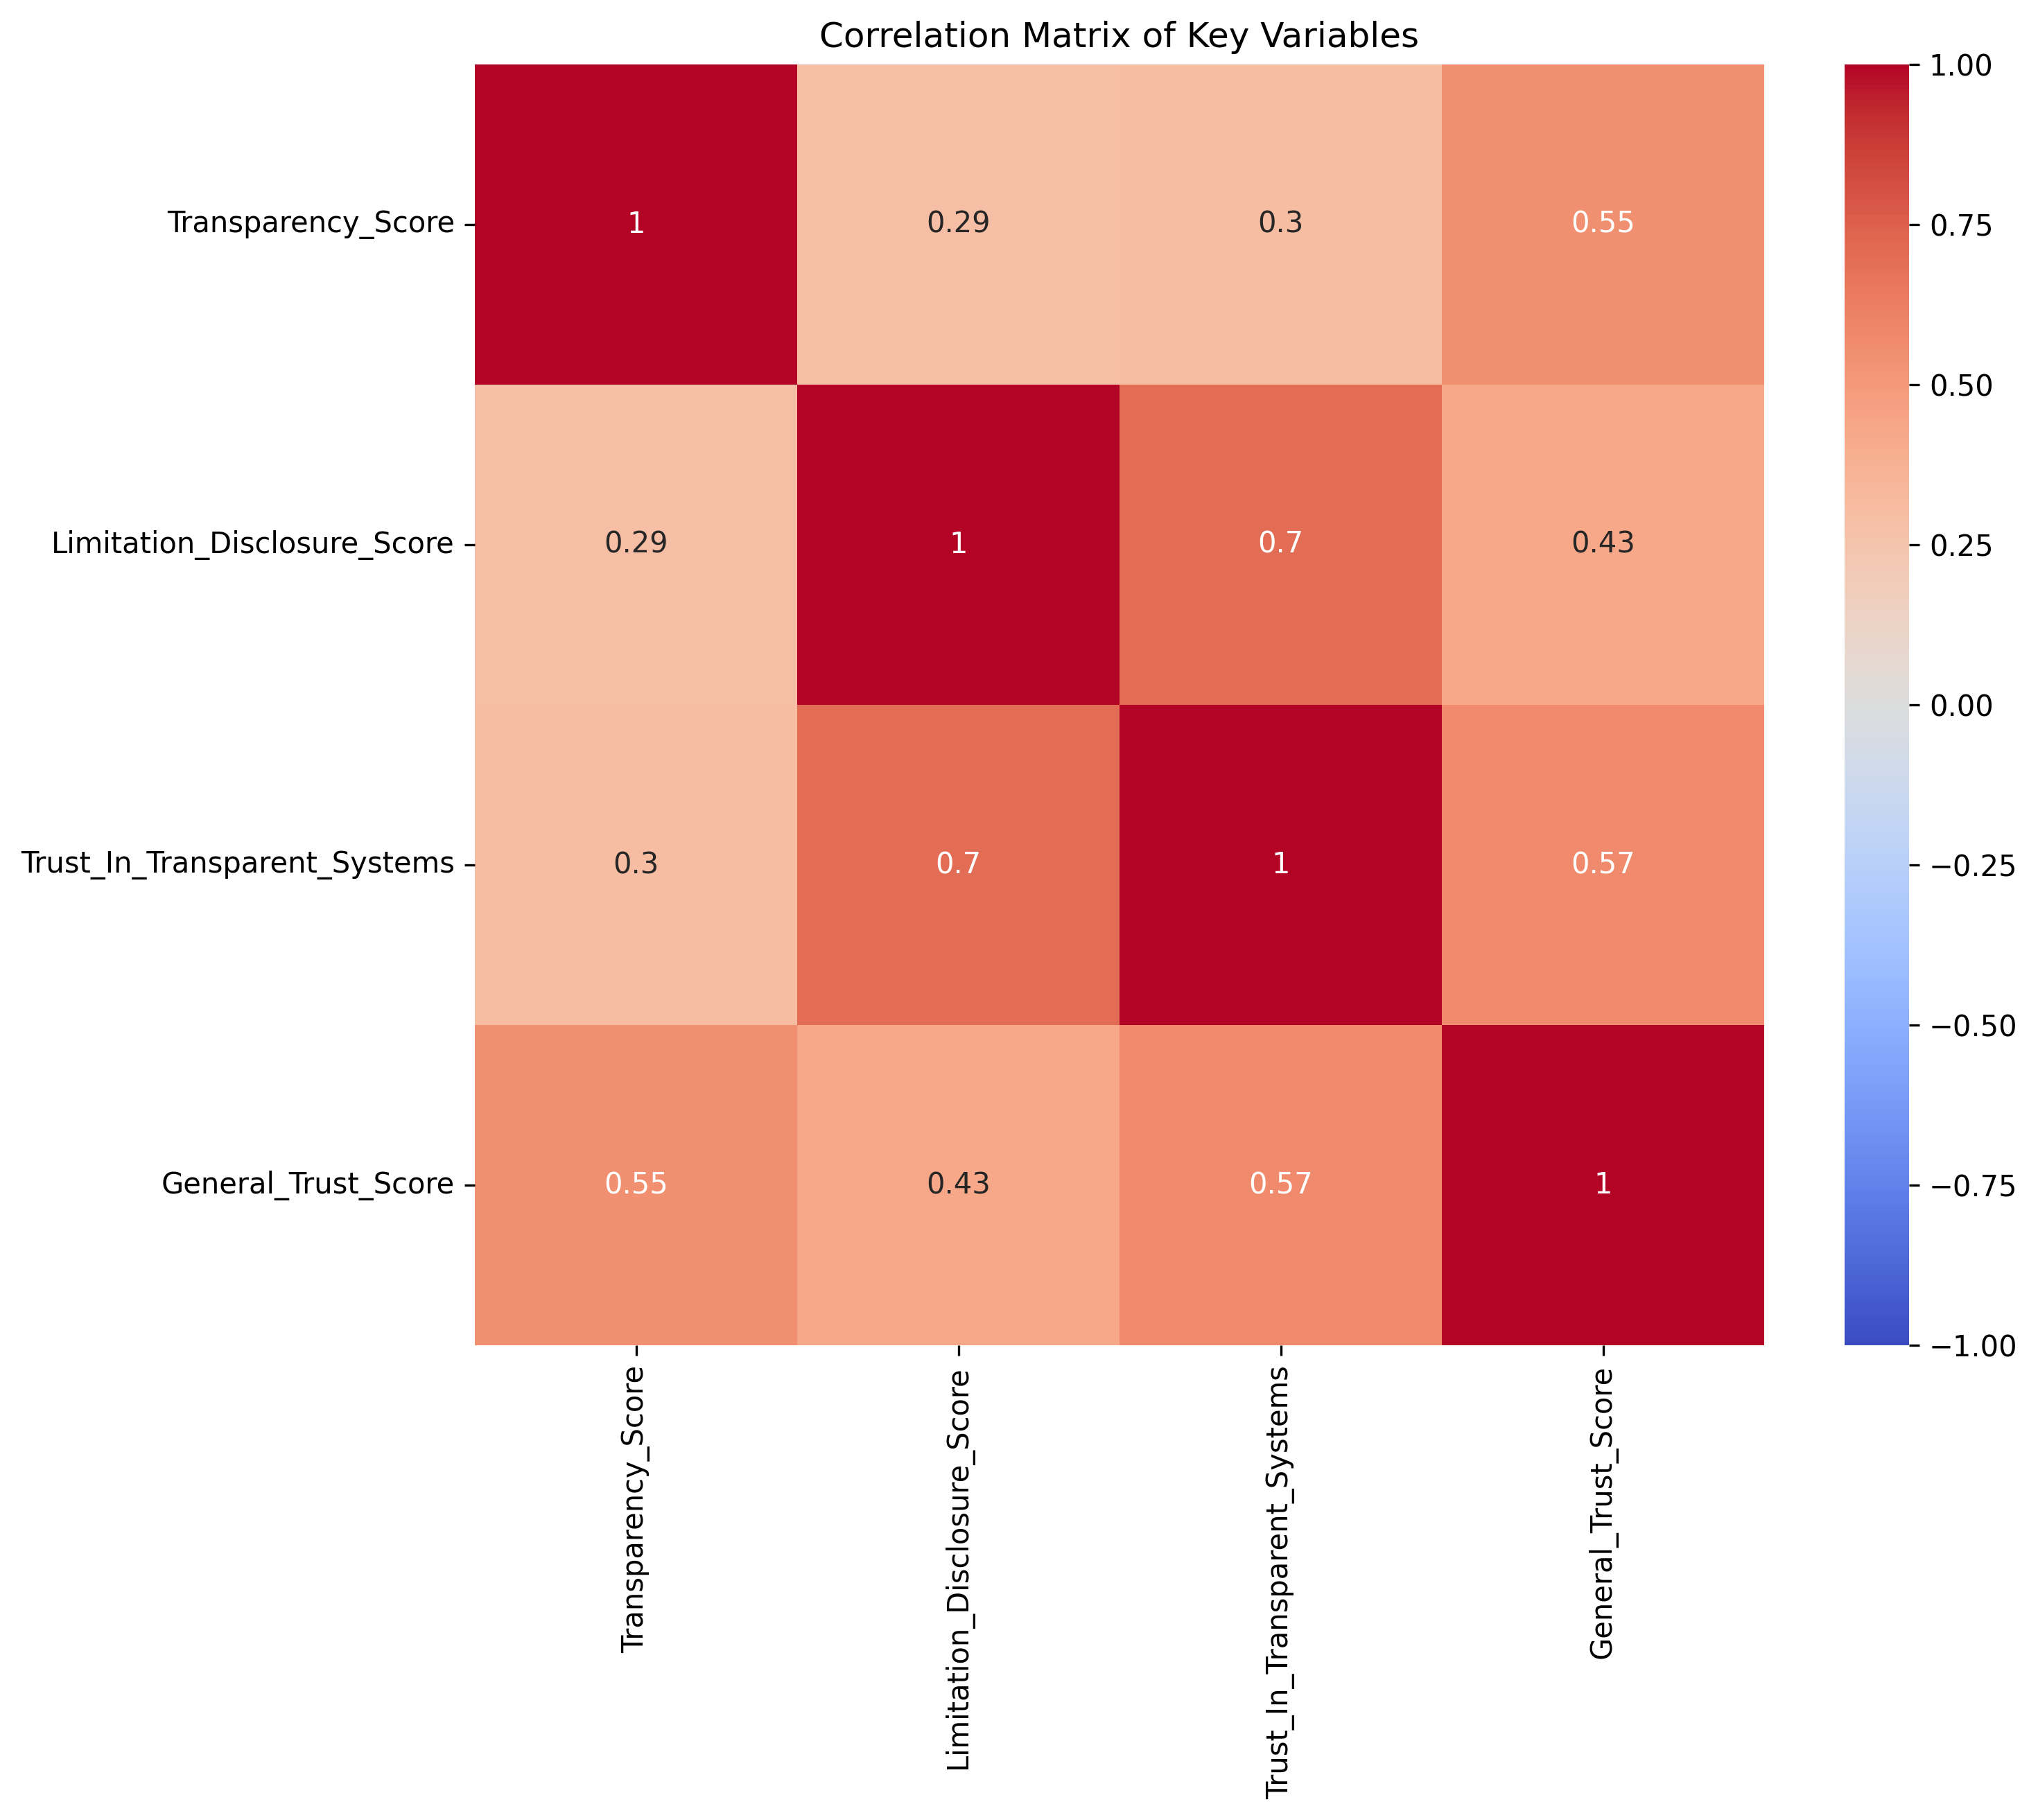 Correlation Matrix of Key Variables
Transparency_Score 1 0.29 0.3 0.55
Limitation_Disclosure_Score 0.29 1 0.7 0.43
Trust_In_Transparent_Systems 0.3 0.7 1 0.57
General_Trust_Score 0.55 0.43 0.57 1
Transparency_Score
Limitation_Disclosure_Score
Trust_In_Transparent_Systems
General_Trust_Score
1.00
0.75
0.50
0.25
0.00
−0.25
−0.50
−0.75
−1.00